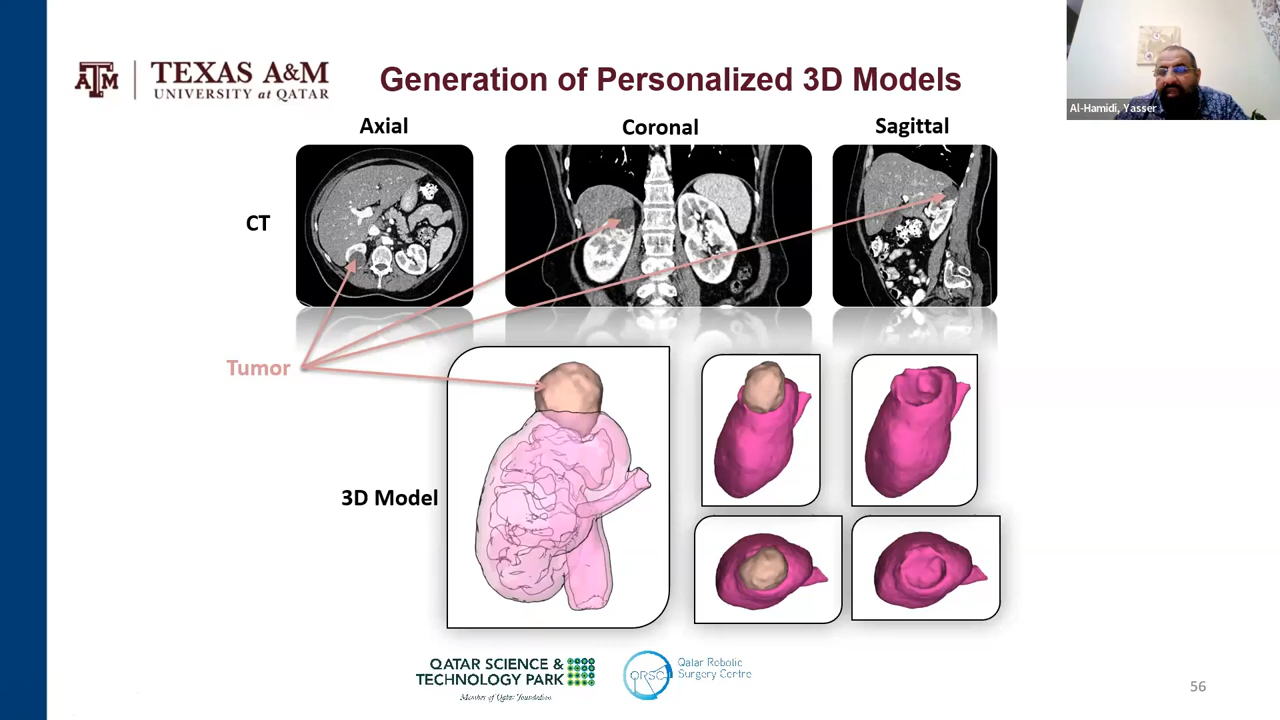 TEXAS A&M
UNIVERSITY at QATAR
Generation of Personalized 3D Models
Al-Hamidi, Yasser
Axial
Coronal
Sagittal
CT
Tumor
3D Model
QATAR SCIENCE &
TECHNOLOGY PARK
Member of Qatar Foundation
QRSC
Qatar Robotic
Surgery Centre
56